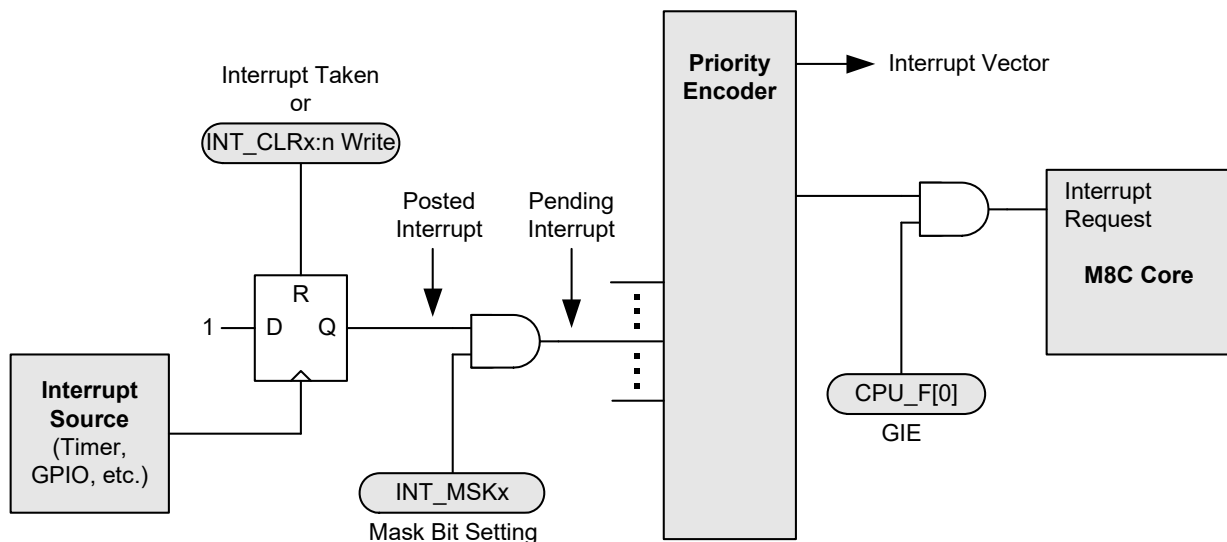 Interrupt Taken
or
INT_CLRx:n Write
Priority
Encoder
Interrupt Vector
Posted
Interrupt
Pending
Interrupt
Interrupt
Request
M8C Core
R
1
D
Q
Interrupt
Source
(Timer,
GPIO, etc.)
CPU_F[0]
GIE
INT_MSKx
Mask Bit Setting